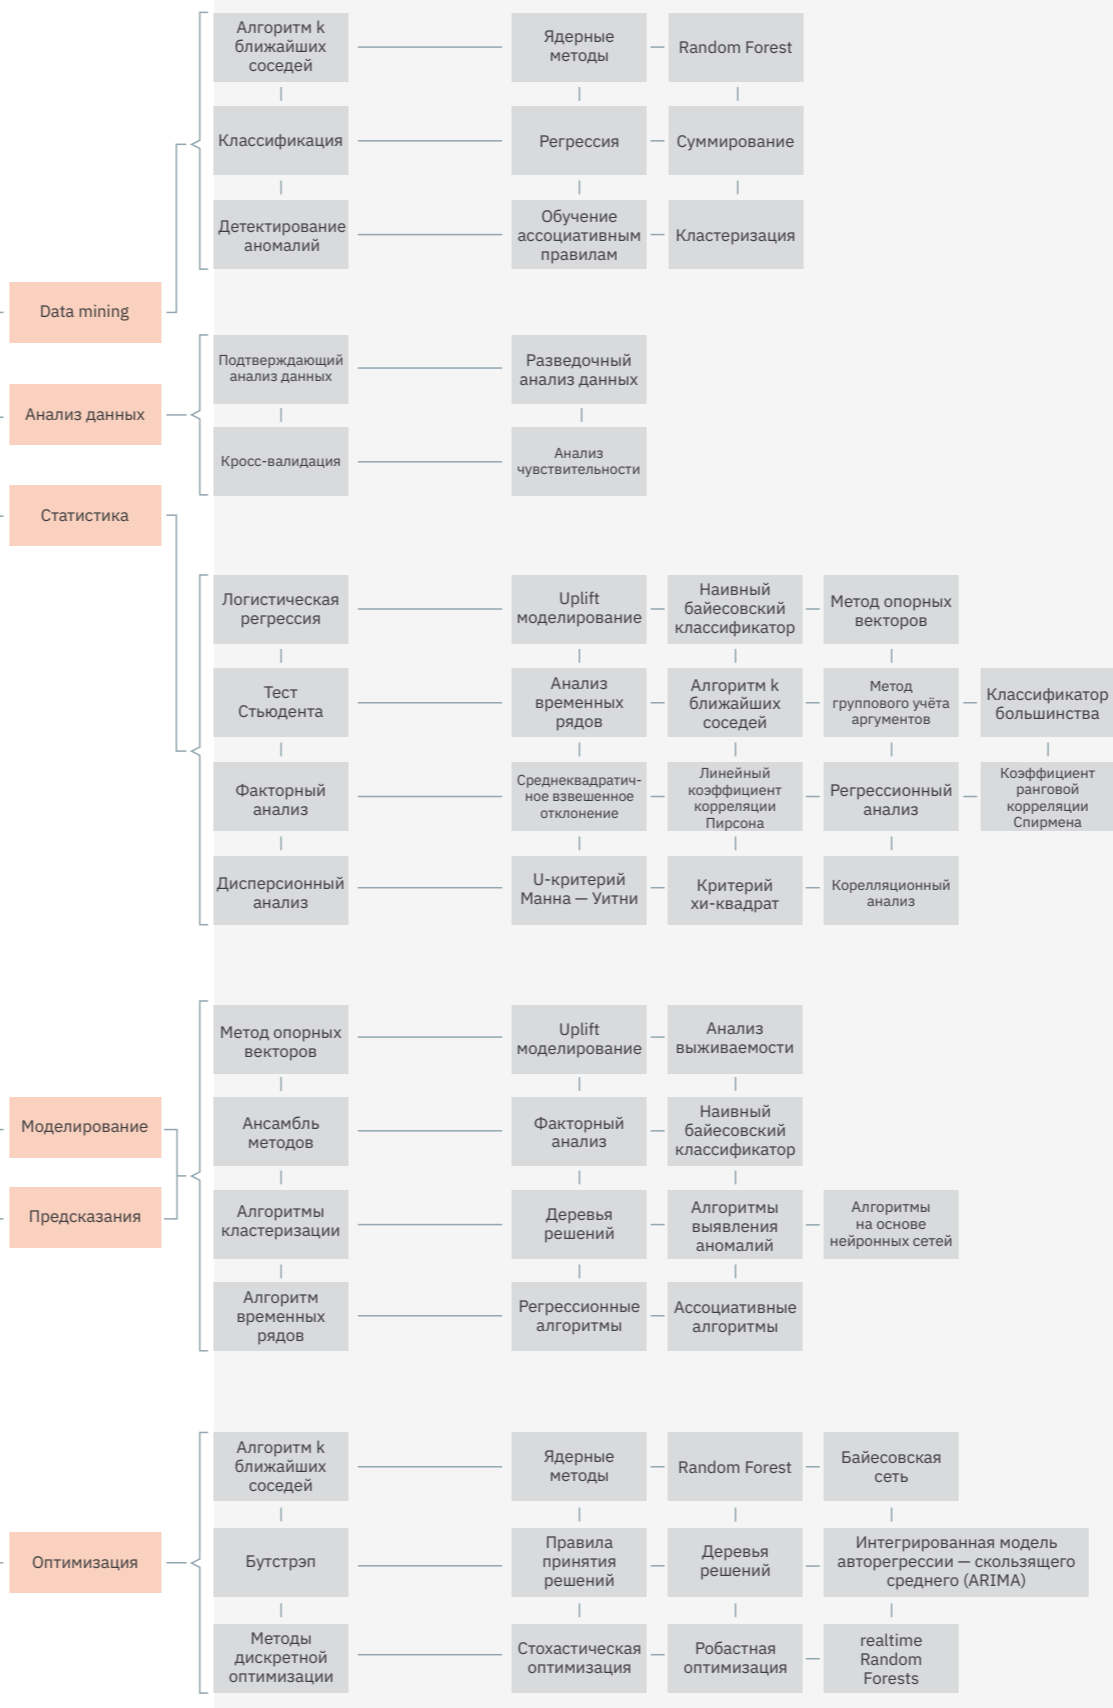 Алгоритм k
ближайших
соседей
Ядерные
методы
Random Forest
Классификация
Регрессия
Суммирование
Детектирование
аномалий
Обучение
ассоциативным
правилам
Кластеризация
Data mining
Подтверждающий
анализ данных
Разведочный
анализ данных
Анализ данных
Кросс-валидация
Анализ
чувствительности
Статистика
Логистическая
регрессия
Uplift
моделирование
Наивный
байесовский
классификатор
Метод опорных
векторов
Тест
Стьюдента
Анализ
временных
рядов
Алгоритм k
ближайших
соседей
Метод
группового учёта
аргументов
Классификатор
большинства
Факторный
анализ
Среднеквадратич-
ное взвешенное
отклонение
Линейный
коэффициент
корреляции
Пирсона
Регрессионный
анализ
Коэффициент
ранговой
корреляции
Спирмена
Дисперсионный
анализ
U-критерий
Манна — Уитни
Критерий
хи-квадрат
Корелляционный
анализ
Метод опорных
векторов
Uplift
моделирование
Анализ
выживаемости
Моделирование
Ансамбль
методов
Факторный
анализ
Наивный
байесовский
классификатор
Предсказания
Алгоритмы
кластеризации
Деревья
решений
Алгоритмы
выявления
аномалий
Алгоритмы
на основе
нейронных сетей
Алгоритм
временных
рядов
Регрессионные
алгоритмы
Ассоциативные
алгоритмы
Алгоритм k
ближайших
соседей
Ядерные
методы
Random Forest
Байесовская
сеть
Оптимизация
Бутстрэп
Правила
принятия
решений
Деревья
решений
Интегрированная модель
авторегрессии — скользящего
среднего (ARIMA)
Методы
дискретной
оптимизации
Стохастическая
оптимизация
Робастная
оптимизация
realtime
Random
Forests